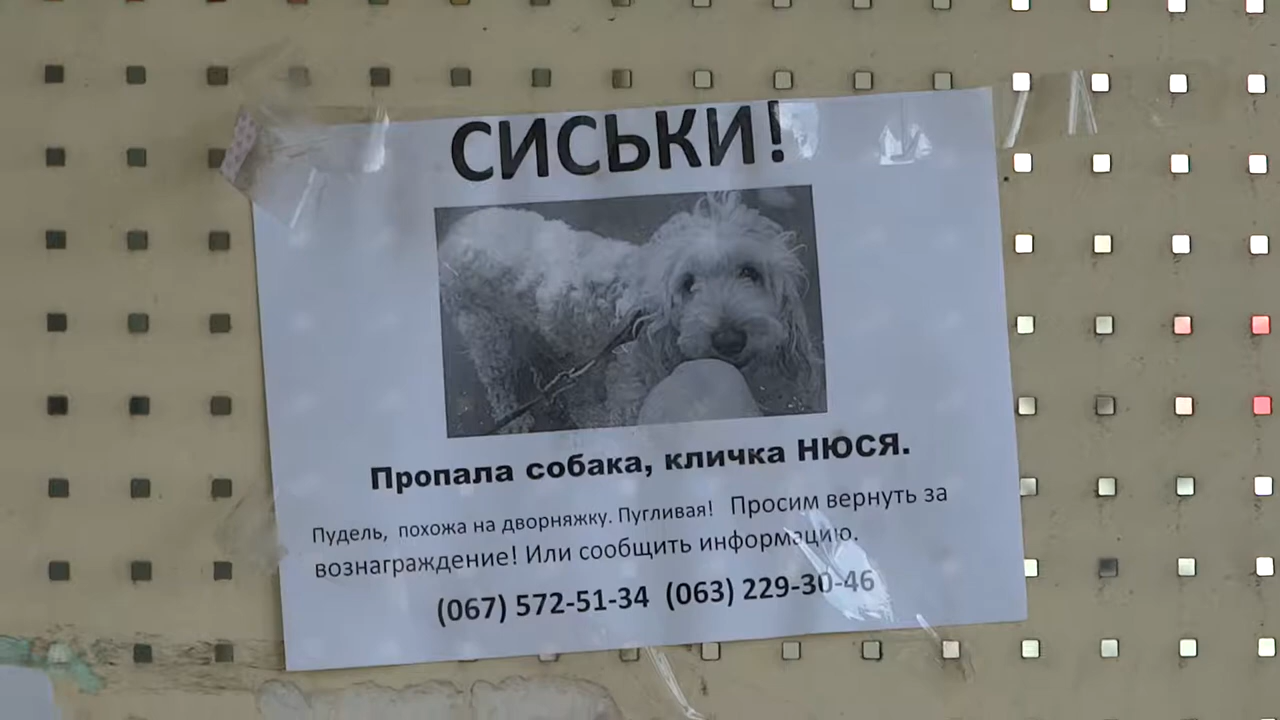 СИСЬКИ!
Пропала собака, кличка НЮСЯ.
Пудель, похожа на дворняжку. Пугливая! Просим вернуть за
вознаграждение! Или сообщить информацию.
(067) 572-51-34 (063) 229-30-46